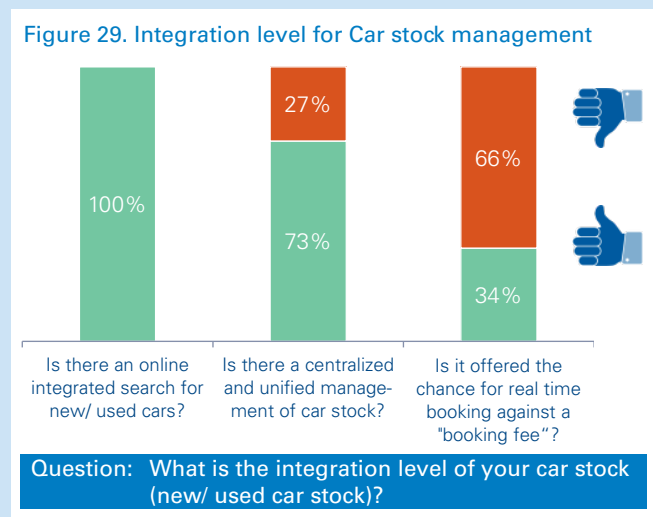 Figure 29. Integration level for Car stock management
100%
27%
73%
66%
34%
Is there an online
integrated search for
new/ used cars?
Is there a centralized
and unified manage-
ment of car stock?
Is it offered the
chance for real time
booking against a
"booking fee“?
Question: What is the integration level of your car stock
(new/ used car stock)?